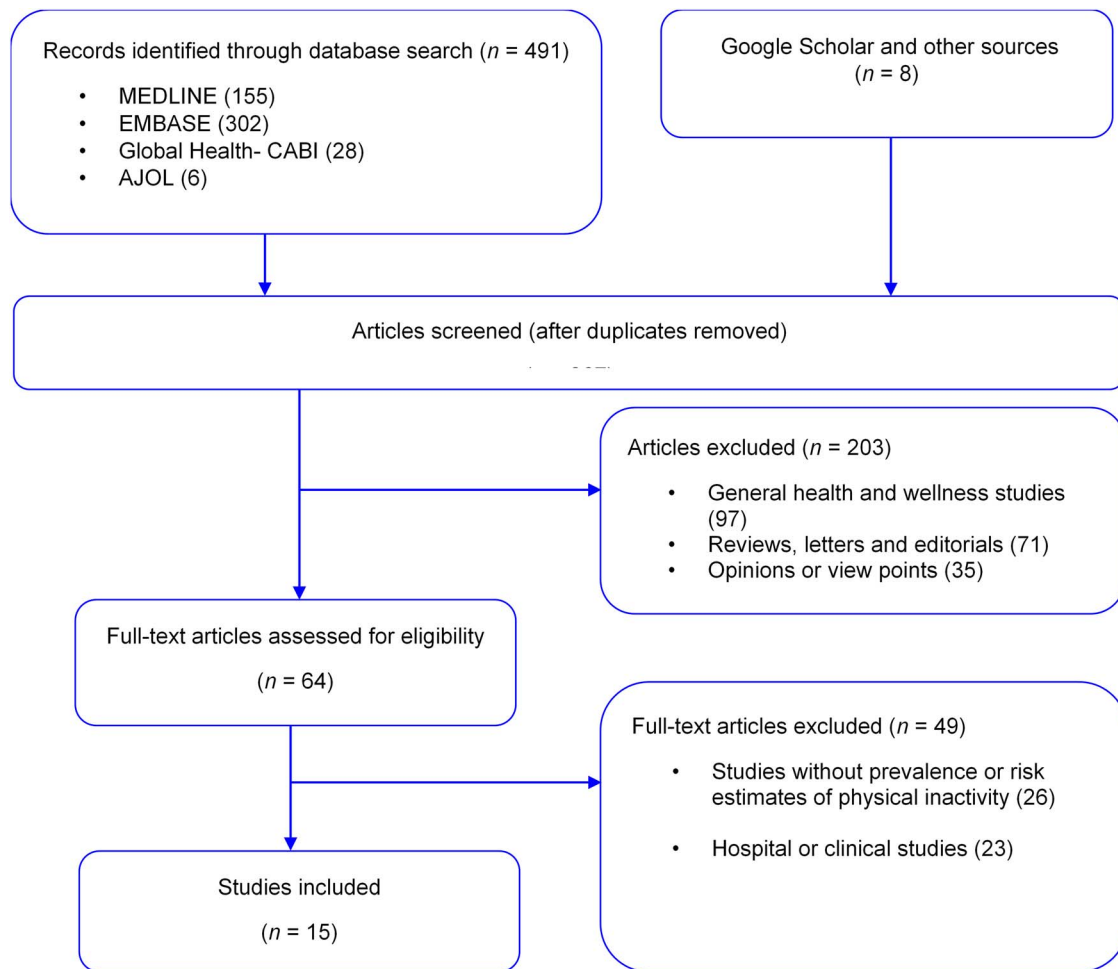 Records identified through database search (n = 491)
• MEDLINE (155)
• EMBASE (302)
• Global Health- CABI (28)
• AJOL (6)
Google Scholar and other sources
(n = 8)
Articles screened (after duplicates removed)
Articles excluded (n = 203)
• General health and wellness studies
(97)
• Reviews, letters and editorials (71)
• Opinions or view points (35)
Full-text articles assessed for eligibility
(n = 64)
Full-text articles excluded (n = 49)
• Studies without prevalence or risk
estimates of physical inactivity (26)
• Hospital or clinical studies (23)
Studies included
(n = 15)